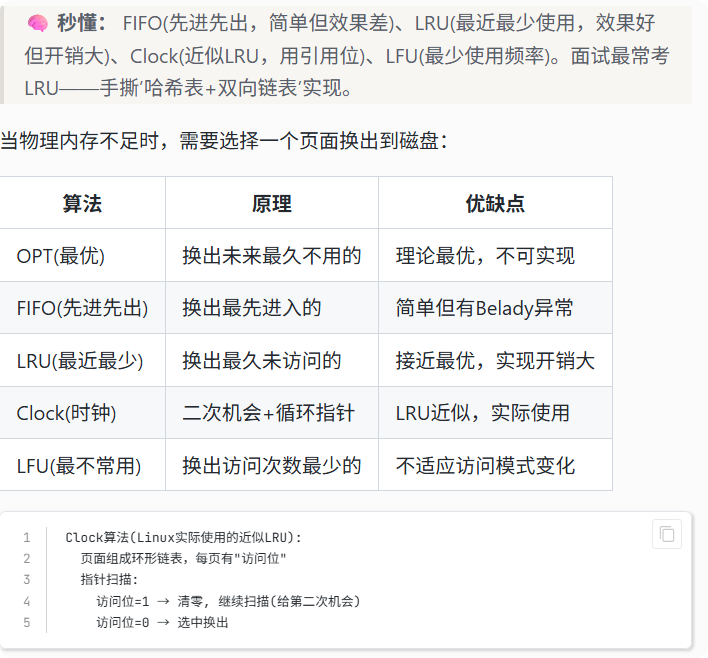 🧠 秒懂： FIFO(先进先出，简单但效果差)、LRU(最近最少使用，效果好
但开销大)、Clock(近似LRU，用引用位)、LFU(最少使用频率)。面试最常考
LRU——手撕‘哈希表+双向链表’实现。
当物理内存不足时，需要选择一个页面换出到磁盘：
算法 原理 优缺点
OPT(最优) 换出未来最久不用的 理论最优，不可实现
FIFO(先进先出) 换出最先进入的 简单但有Belady异常
LRU(最近最少) 换出最久未访问的 接近最优，实现开销大
Clock(时钟) 二次机会+循环指针 LRU近似，实际使用
LFU(最不常用) 换出访问次数最少的 不适应访问模式变化
1 Clock算法(Linux实际使用的近似LRU):
2 页面组成环形链表，每页有"访问位"
3 指针扫描:
4 访问位=1 → 清零, 继续扫描(给第二次机会)
5 访问位=0 → 选中换出